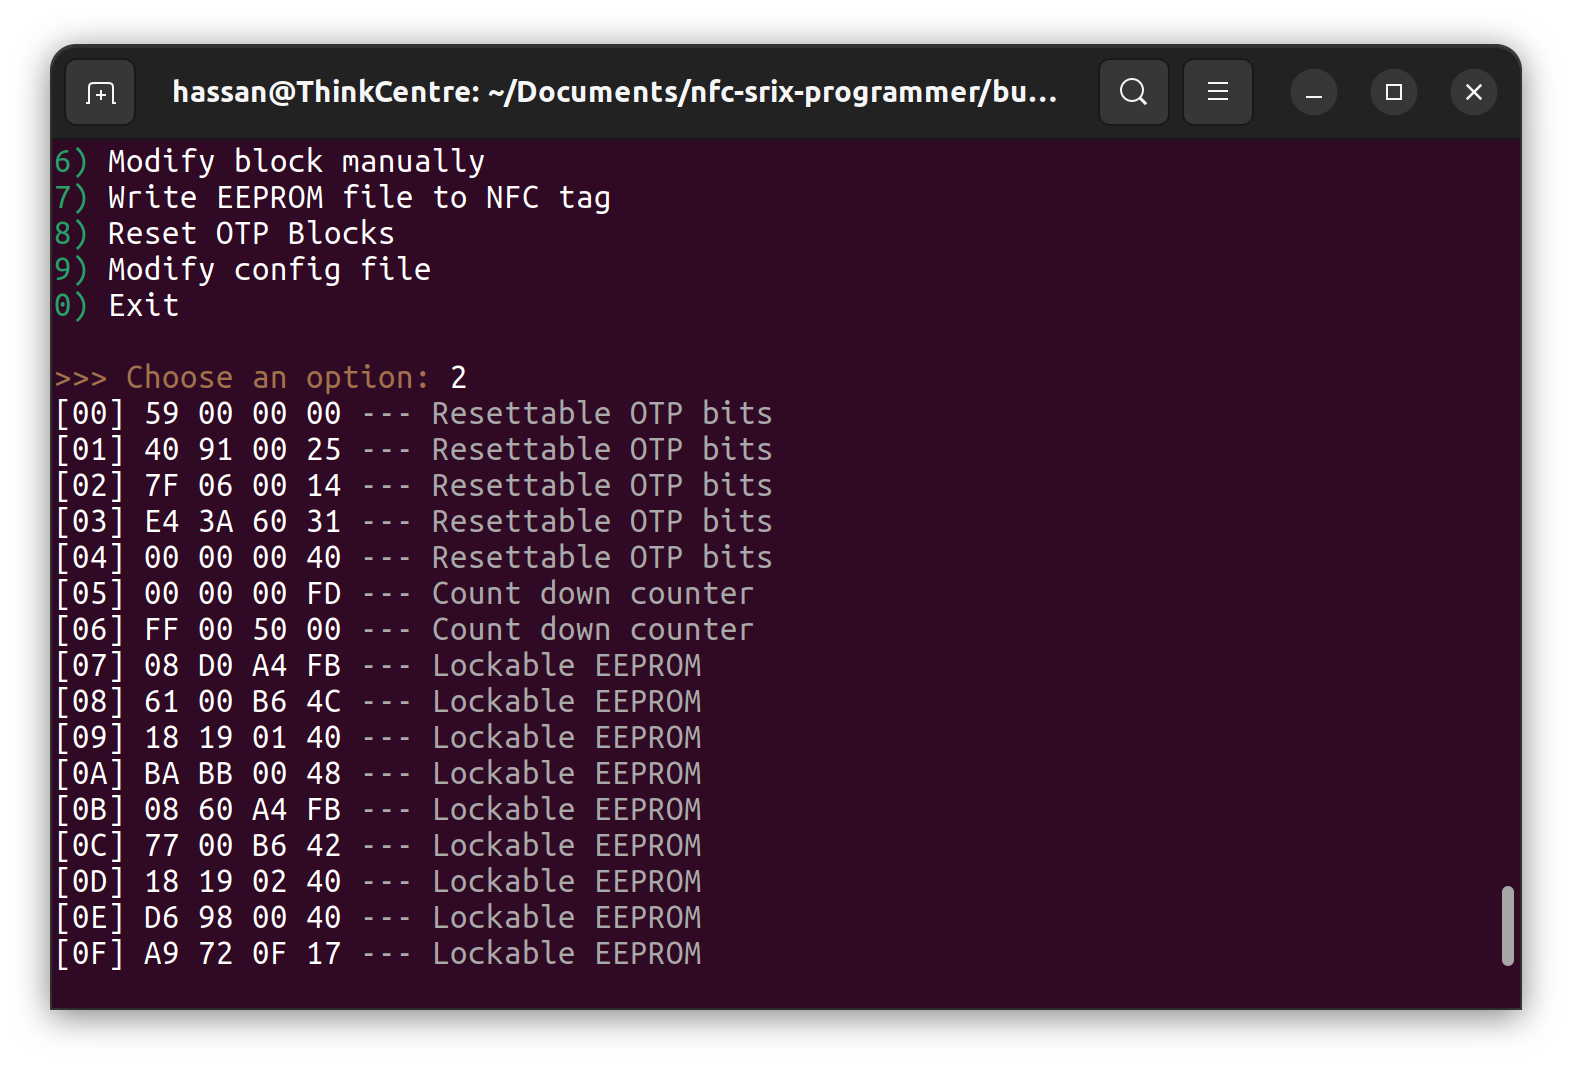 hassan@ThinkCentre: ~/Documents/nfc-srix-programmer/bu...
6) Modify block manually
7) Write EEPROM file to NFC tag
8) Reset OTP Blocks
9) Modify config file
0) Exit
>>> Choose an option: 2
[00] 59 00 00 00 --- Resettable OTP bits
[01] 40 91 00 25 --- Resettable OTP bits
[02] 7F 06 00 14 --- Resettable OTP bits
[03] E4 3A 60 31 --- Resettable OTP bits
[04] 00 00 00 40 --- Resettable OTP bits
[05] 00 00 00 FD --- Count down counter
[06] FF 00 50 00 --- Count down counter
[07] 08 D0 A4 FB --- Lockable EEPROM
[08] 61 00 B6 4C --- Lockable EEPROM
[09] 18 19 01 40 --- Lockable EEPROM
[0A] BA BB 00 48 --- Lockable EEPROM
[0B] 08 60 A4 FB --- Lockable EEPROM
[0C] 77 00 B6 42 --- Lockable EEPROM
[0D] 18 19 02 40 --- Lockable EEPROM
[0E] D6 98 00 40 --- Lockable EEPROM
[0F] A9 72 0F 17 --- Lockable EEPROM